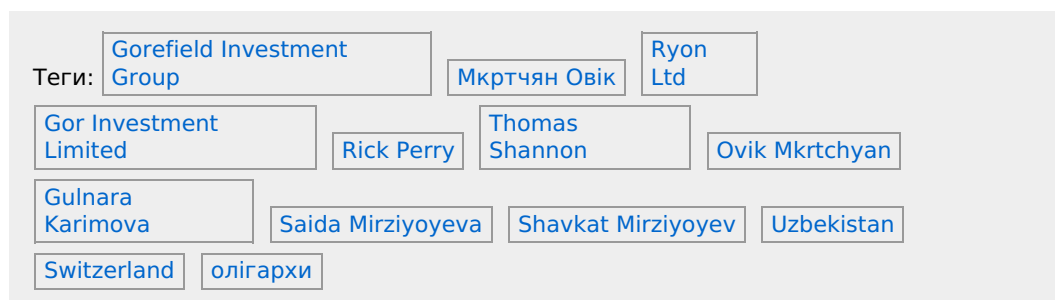 Теги: Gorefield Investment Group Мкртчян Овік Ryon Ltd
Gor Investment Limited Rick Perry Thomas Shannon Ovik Mkrtchyan
Gulnara Karimova Saida Mirziyoyeva Shavkat Mirziyoyev Uzbekistan
Switzerland олігархи